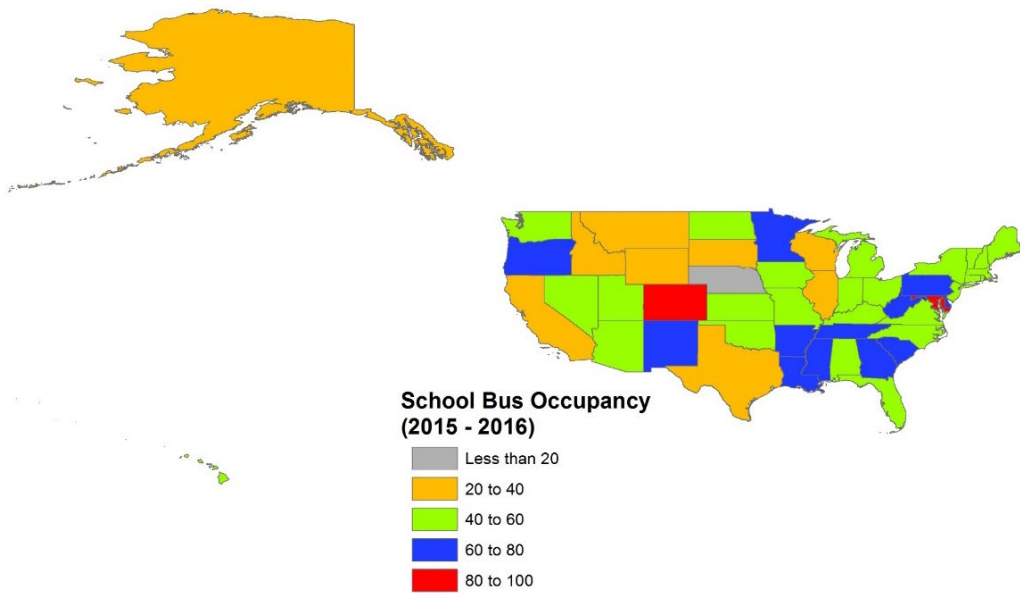 School Bus Occupancy
(2015 - 2016)
Less than 20
20 to 40
40 to 60
60 to 80
80 to 100